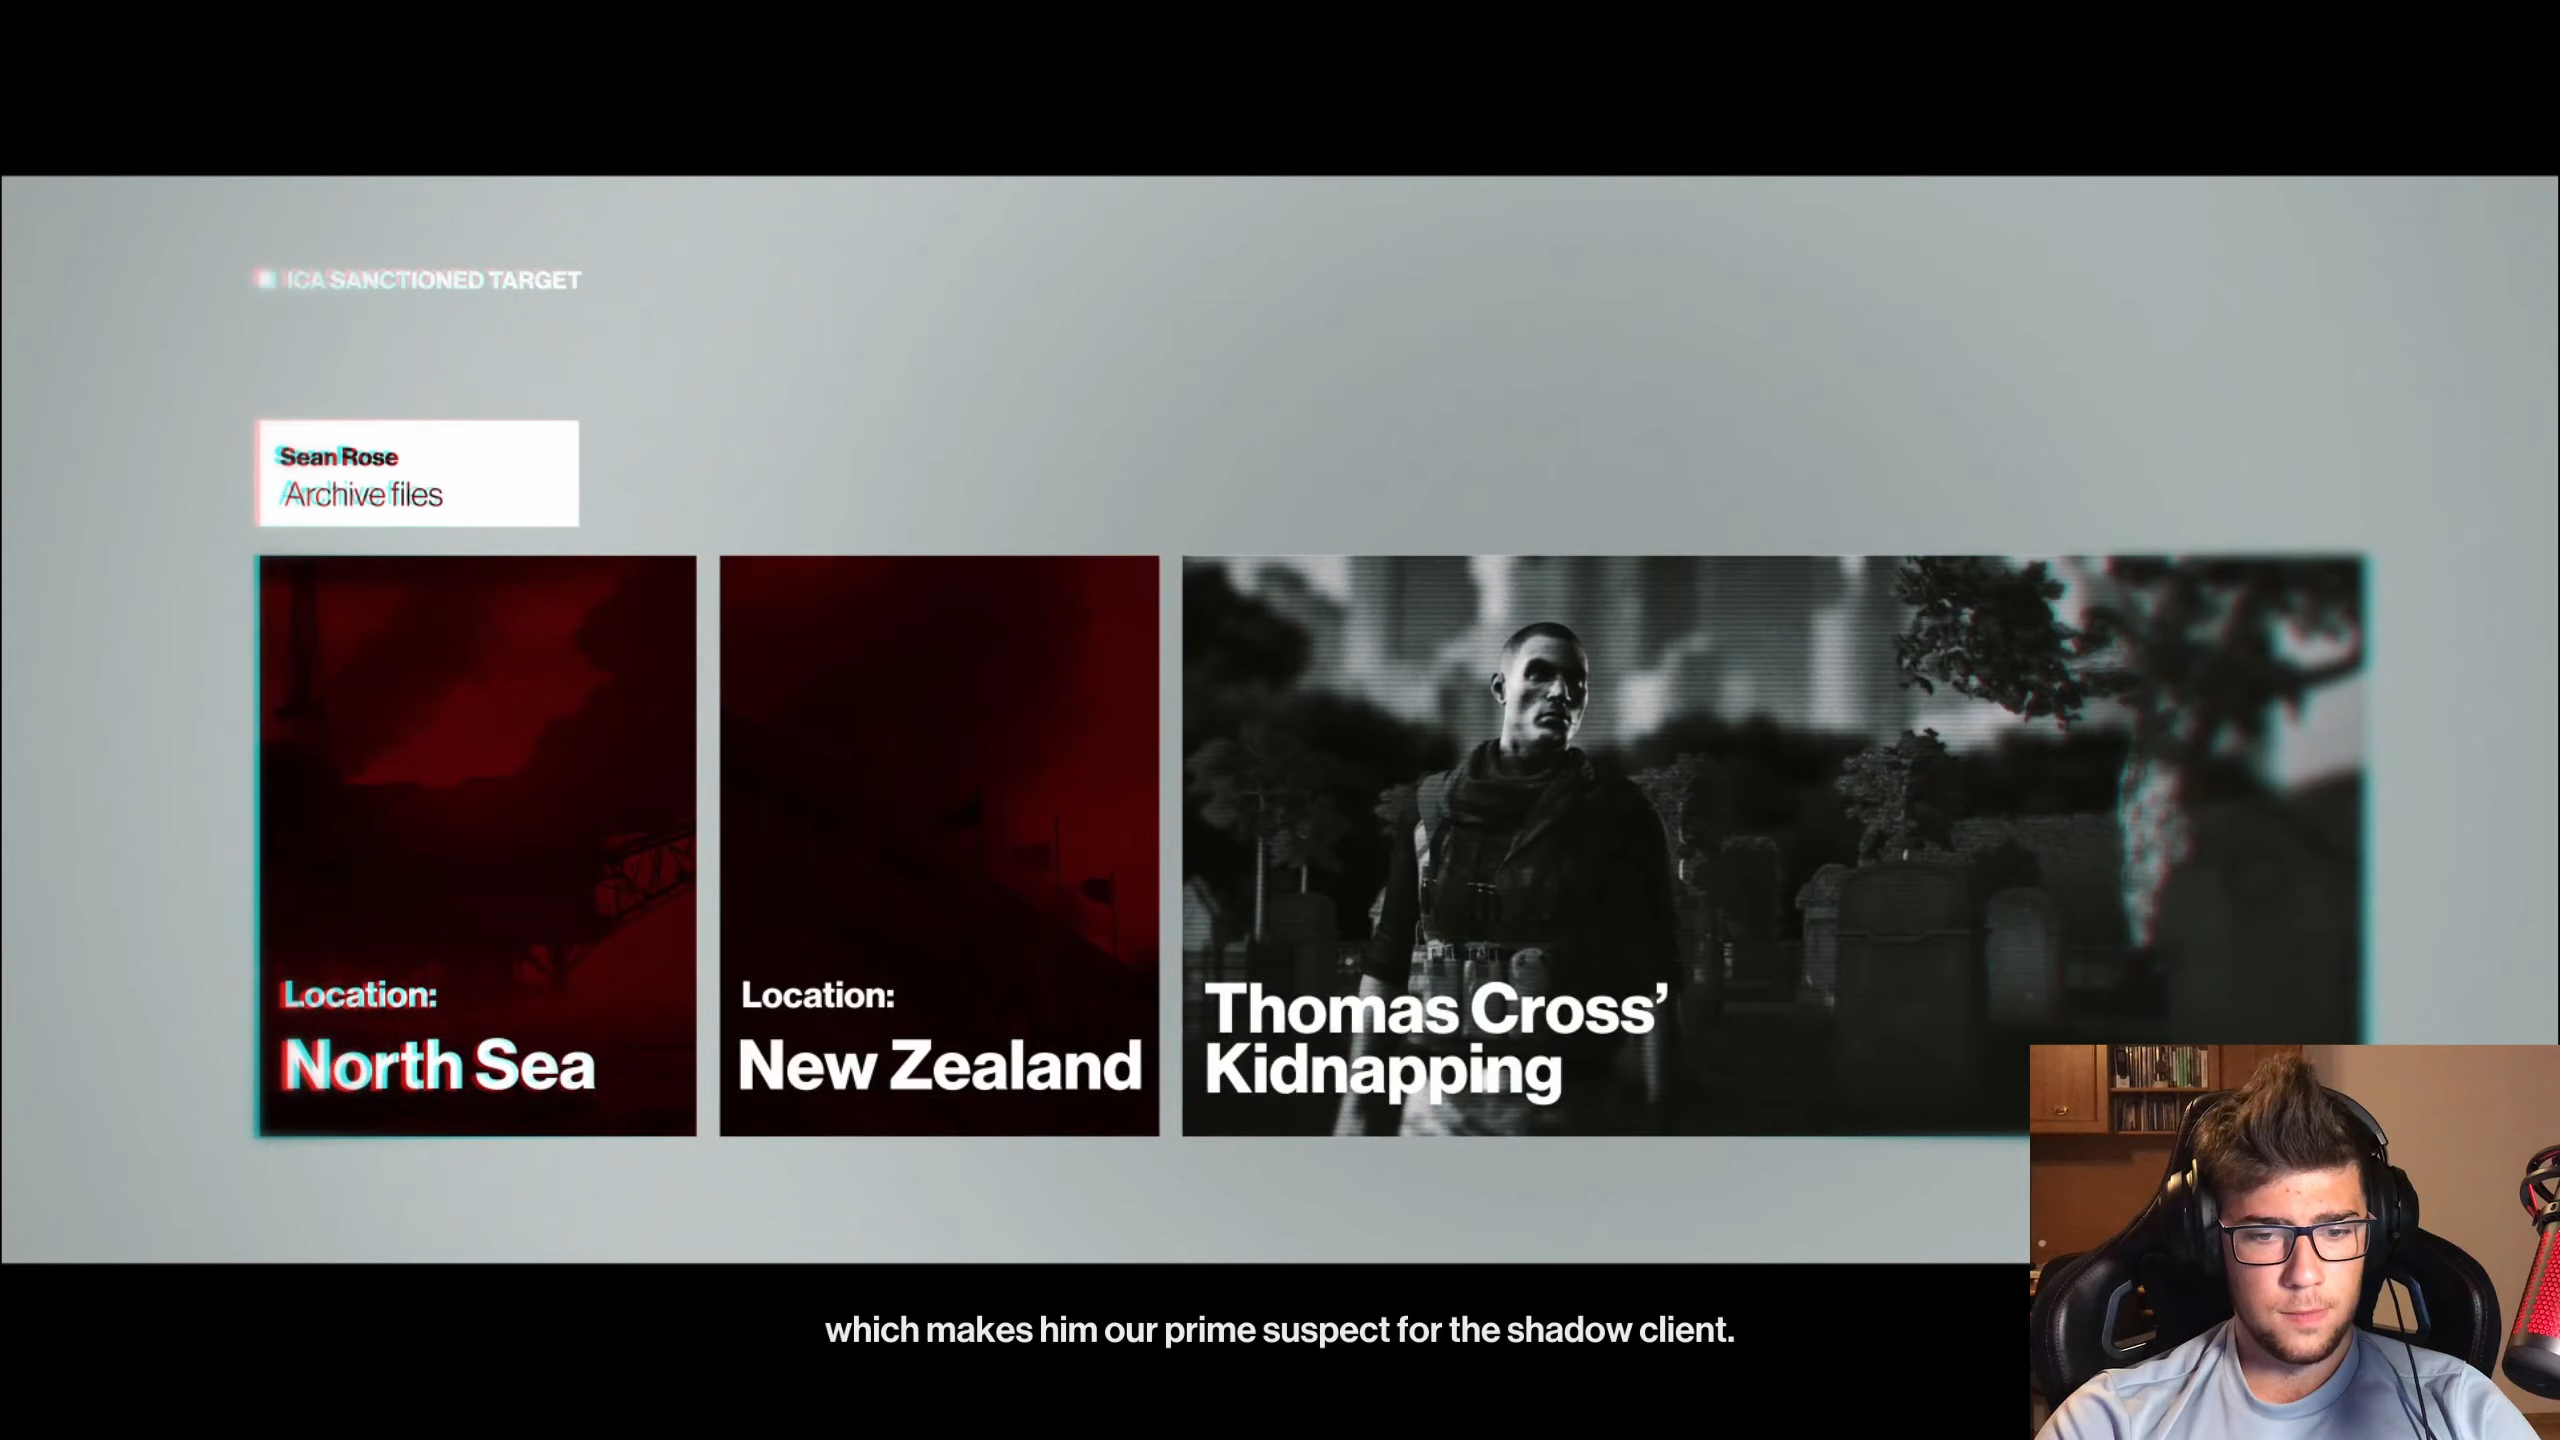 ICA SANCTIONED TARGET
Sean Rose
Archive files
Location:
North Sea
Location:
New Zealand
Thomas Cross’
Kidnapping
which makes him our prime suspect for the shadow client.